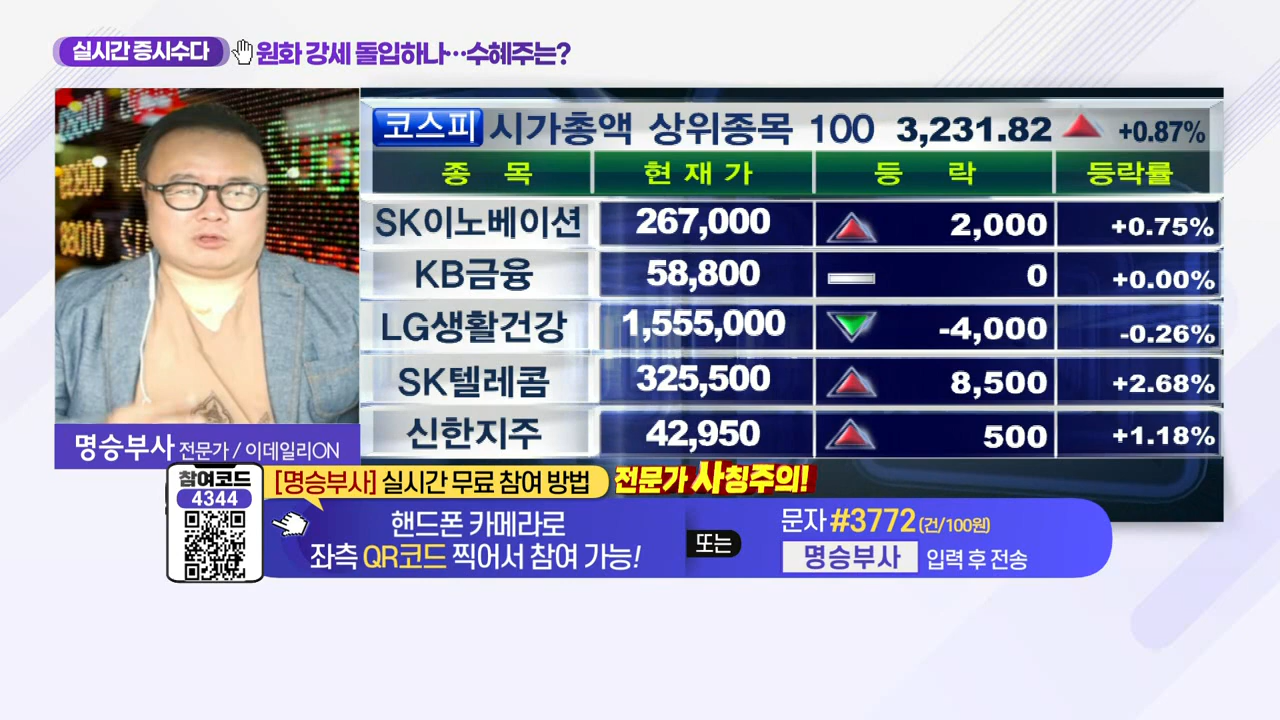 실시간 증시수다 원화 강세 돌입하나…수혜주는?
코스피 시가총액 상위종목 100 3,231.82 +0.87%
종 목 현 재 가 등 락 등락률
SK이노베이션 267,000 2,000 +0.75%
KB금융 58,800 0 +0.00%
LG생활건강 1,555,000 -4,000 -0.26%
SK텔레콤 325,500 8,500 +2.68%
신한지주 42,950 500 +1.18%
명승부사 전문가 / 이데일리ON
참여코드
4344
[명승부사] 실시간 무료 참여 방법 전문가 사칭주의!
핸드폰 카메라로
좌측 QR코드 찍어서 참여 가능!
또는
문자 #3772 (건/100원)
명승부사 입력 후 전송